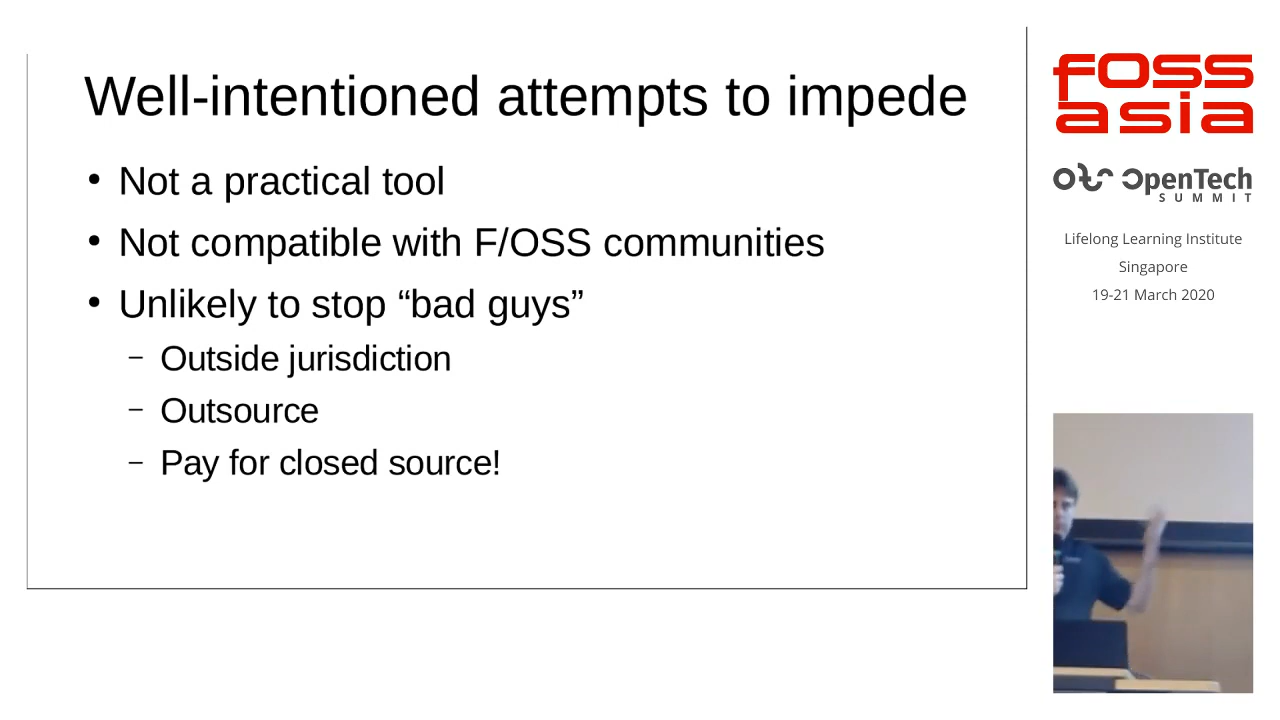 Well-intentioned attempts to impede
• Not a practical tool
• Not compatible with F/OSS communities
• Unlikely to stop “bad guys”
– Outside jurisdiction
– Outsource
– Pay for closed source!
foss
asia
ots OpenTech
SUMMIT
Lifelong Learning Institute
Singapore
19-21 March 2020